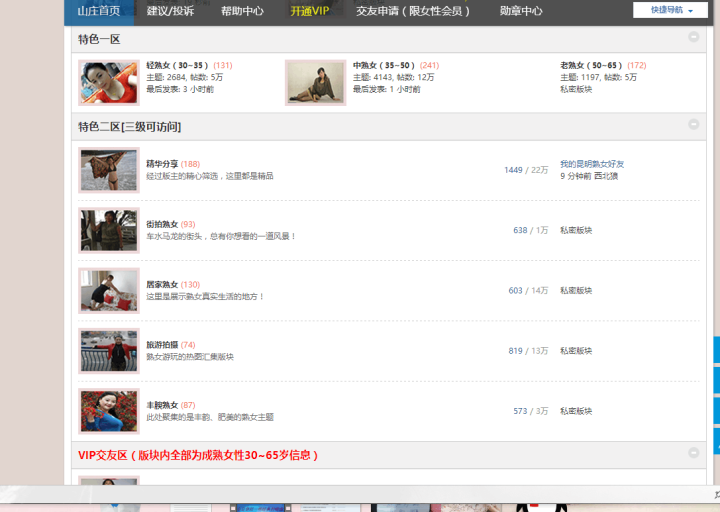 山庄首页 建议/投诉 帮助中心 开通VIP 交友申请（限女性会员） 勋章中心 快捷导航
特色一区
轻熟女（30~35） (131)
主题: 2684, 帖数: 5万
最后发表: 3 小时前
中熟女（35~50） (241)
主题: 4143, 帖数: 12万
最后发表: 1 小时前
老熟女（50~65） (172)
主题: 1197, 帖数: 5万
私密版块
特色二区[三级可访问]
精华分享 (188)
经过版主的精心筛选，这里都是精品
1449 / 22万
我的昆明熟女好友
9 分钟前 西北狼
街拍熟女 (93)
车水马龙的街头，总有你想看的一道风景！
638 / 1万
私密版块
居家熟女 (130)
这里是展示熟女真实生活的地方！
603 / 14万
私密版块
旅游拍摄 (74)
熟女游玩的热图汇集版块
819 / 13万
私密版块
丰腴熟女 (87)
此处聚集的是丰韵、肥美的熟女主题
573 / 3万
私密版块
VIP交友区（版块内全部为成熟女性30~65岁信息）